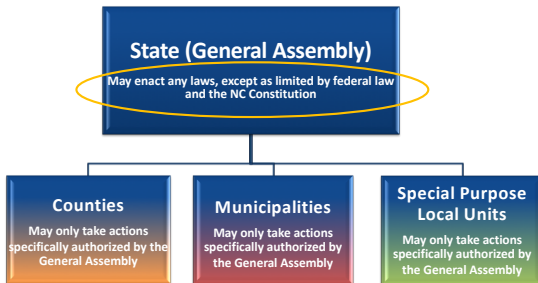 State (General Assembly)
May enact any laws, except as limited by federal law
and the NC Constitution
Counties
May only take actions
specifically authorized by the
General Assembly
Municipalities
May only take actions
specifically authorized by
the General Assembly
Special Purpose
Local Units
May only take actions
specifically authorized by
the General Assembly